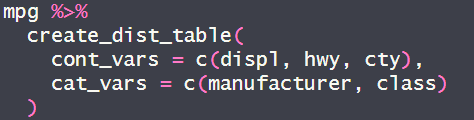 mpg %>%
  create_dist_table(
    cont_vars = c(displ, hwy, cty),
    cat_vars = c(manufacturer, class)
  )